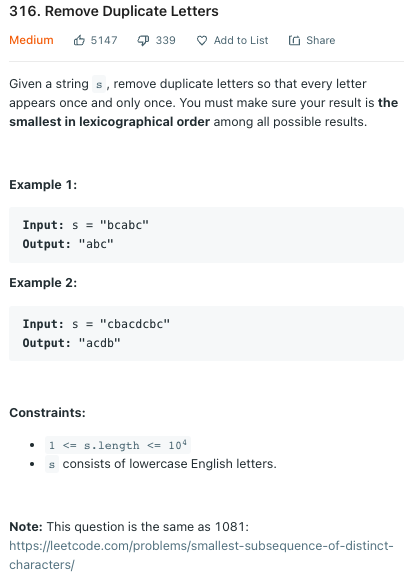 316. Remove Duplicate Letters
Medium 5147 339 Add to List Share
Given a string s , remove duplicate letters so that every letter
appears once and only once. You must make sure your result is the
smallest in lexicographical order among all possible results.
Example 1:
Input: s = "bcabc"
Output: "abc"
Example 2:
Input: s = "cbacdcbc"
Output: "acdb"
Constraints:
• 1 <= s.length <= 10⁴
• s consists of lowercase English letters.
Note: This question is the same as 1081:
https://leetcode.com/problems/smallest-subsequence-of-distinct-
characters/